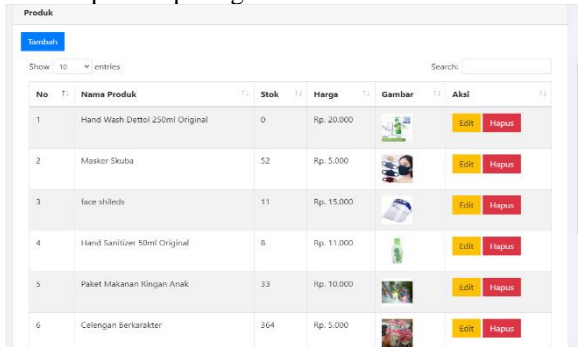 Produk
Tambah
Show 10 entries Search:
No Nama Produk Stok Harga Gambar Aksi
1 Hand Wash Dettol 250ml Original 0 Rp. 20.000 Edit Hapus
2 Masker Skuba 52 Rp. 5.000 Edit Hapus
3 face shileds 11 Rp. 15.000 Edit Hapus
4 Hand Sanitizer 50ml Original 8 Rp. 11.000 Edit Hapus
5 Paket Makanan Ringan Anak 33 Rp. 10.000 Edit Hapus
6 Celengan Berkarakter 364 Rp. 5.000 Edit Hapus